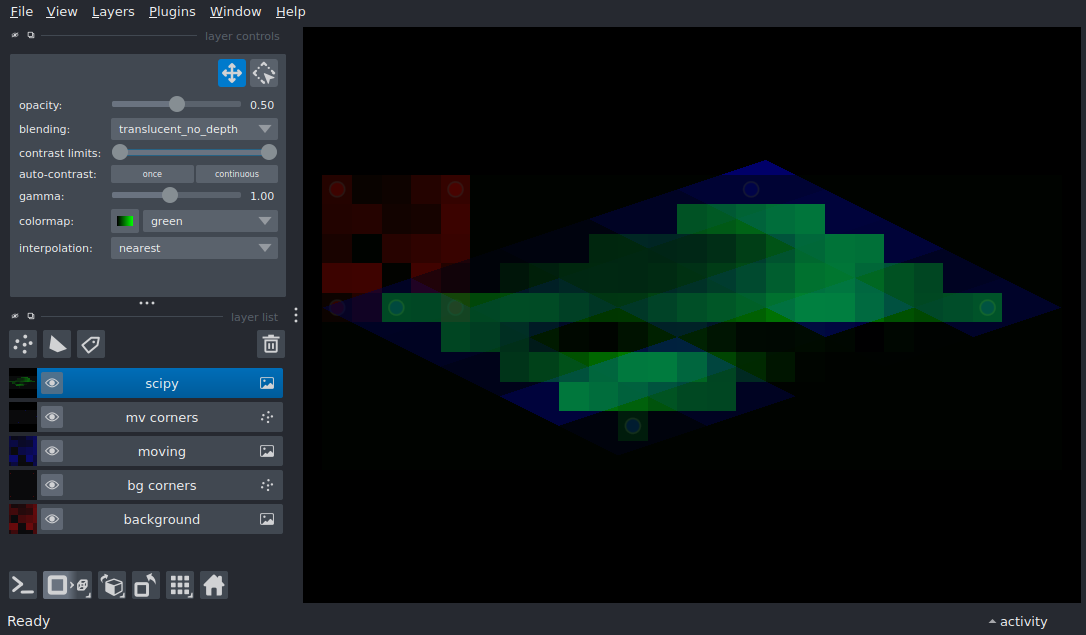 File View Layers Plugins Window Help
layer controls
opacity: 0.50
blending: translucent_no_depth
contrast limits:
auto-contrast: once continuous
gamma: 1.00
colormap: green
interpolation: nearest
layer list
scipy
mv corners
moving
bg corners
background
Ready activity